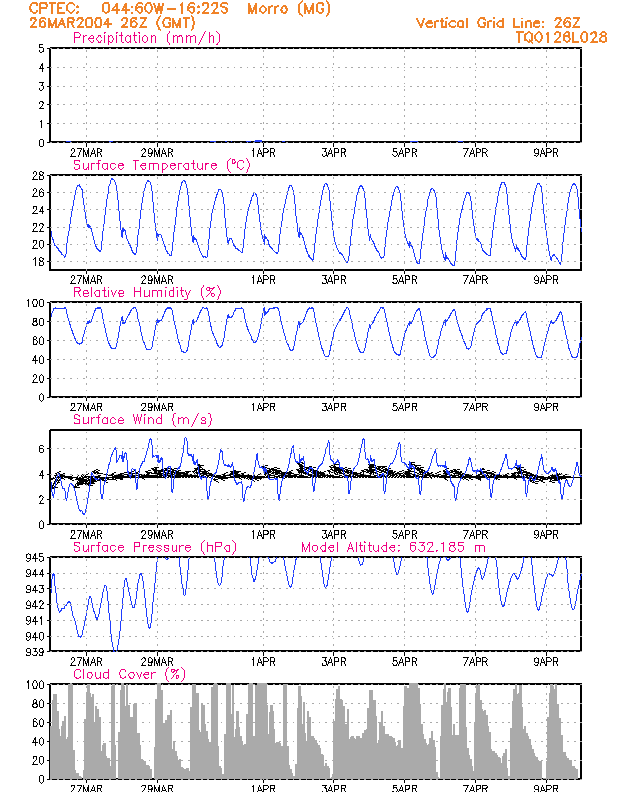 CPTEC: 044:60W-16:22S Morro (MG)
26MAR2004 26Z (GMT) Vertical Grid Line: 26Z
Precipitation (mm/h) TQ0126L028
5
4
3
2
1
0
27MAR 29MAR 1APR 3APR 5APR 7APR 9APR
Surface Temperature (°C)
28
26
24
22
20
18
27MAR 29MAR 1APR 3APR 5APR 7APR 9APR
Relative Humidity (%)
100
80
60
40
20
0
27MAR 29MAR 1APR 3APR 5APR 7APR 9APR
Surface Wind (m/s)
6
4
2
0
27MAR 29MAR 1APR 3APR 5APR 7APR 9APR
Surface Pressure (hPa) Model Altitude: 632.185 m
945
944
943
942
941
940
939
27MAR 29MAR 1APR 3APR 5APR 7APR 9APR
Cloud Cover (%)
100
80
60
40
20
0
27MAR 29MAR 1APR 3APR 5APR 7APR 9APR